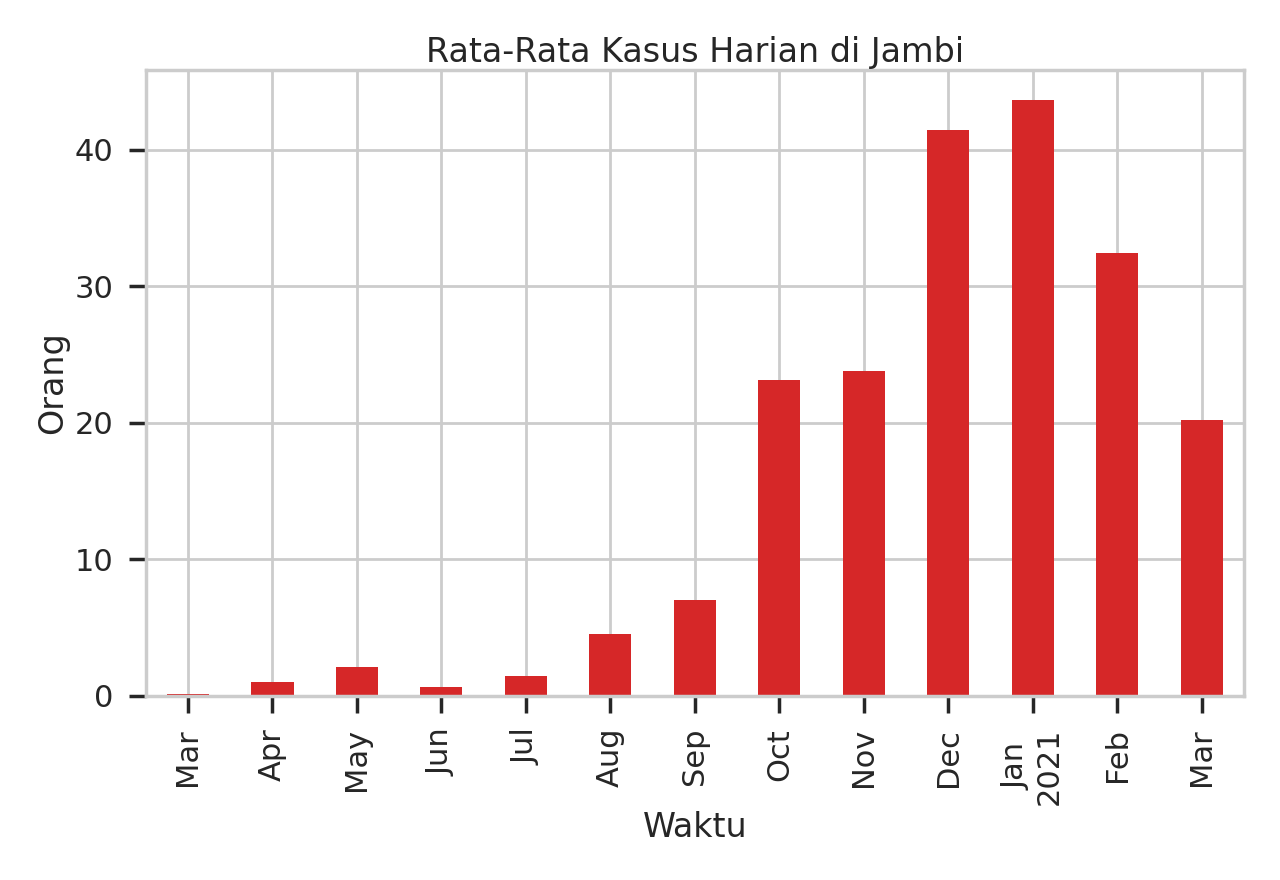 Rata-Rata Kasus Harian di Jambi
Orang
40
30
20
10
0
Mar
Apr
May
Jun
Jul
Aug
Sep
Oct
Nov
Dec
Jan
2021
Feb
Mar
Waktu